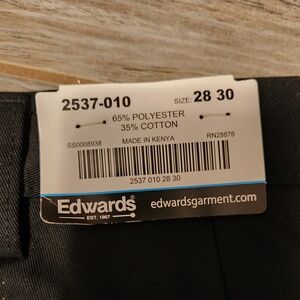 2537-010 SIZE: 28 30
65% POLYESTER
35% COTTON
SS0008938 MADE IN KENYA RN28876
2537 010 28 30
Edwards® edwardsgarment.com
EST. 1867